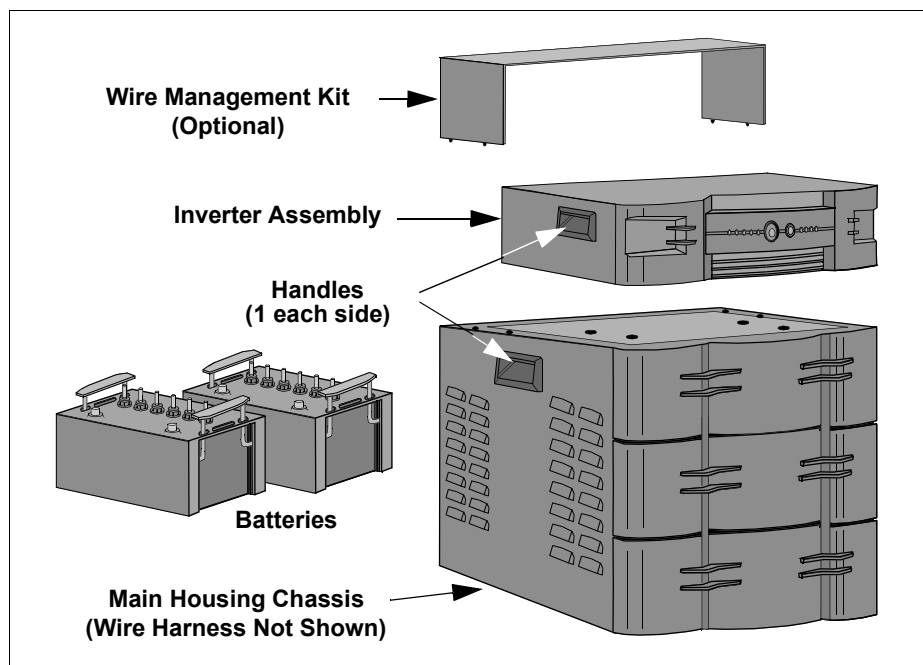 Wire Management Kit
(Optional)
Inverter Assembly
Handles
(1 each side)
Batteries
Main Housing Chassis
(Wire Harness Not Shown)